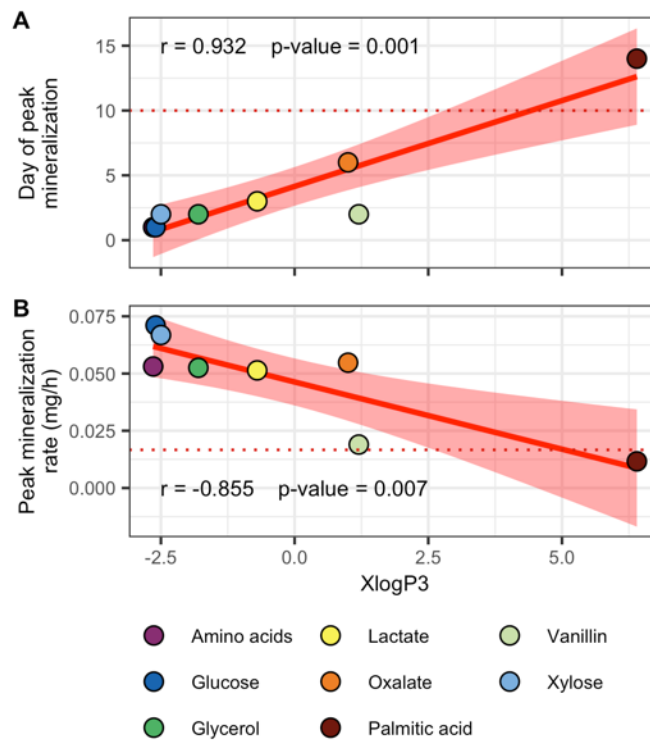 A
r = 0.932 p-value = 0.001
15
10
5
0
Day of peak
mineralization
B
0.075
0.050
0.025
0.000
Peak mineralization
rate (mg/h)
r = -0.855 p-value = 0.007
-2.5 0.0 2.5 5.0
XlogP3
Amino acids Lactate Vanillin
Glucose Oxalate Xylose
Glycerol Palmitic acid